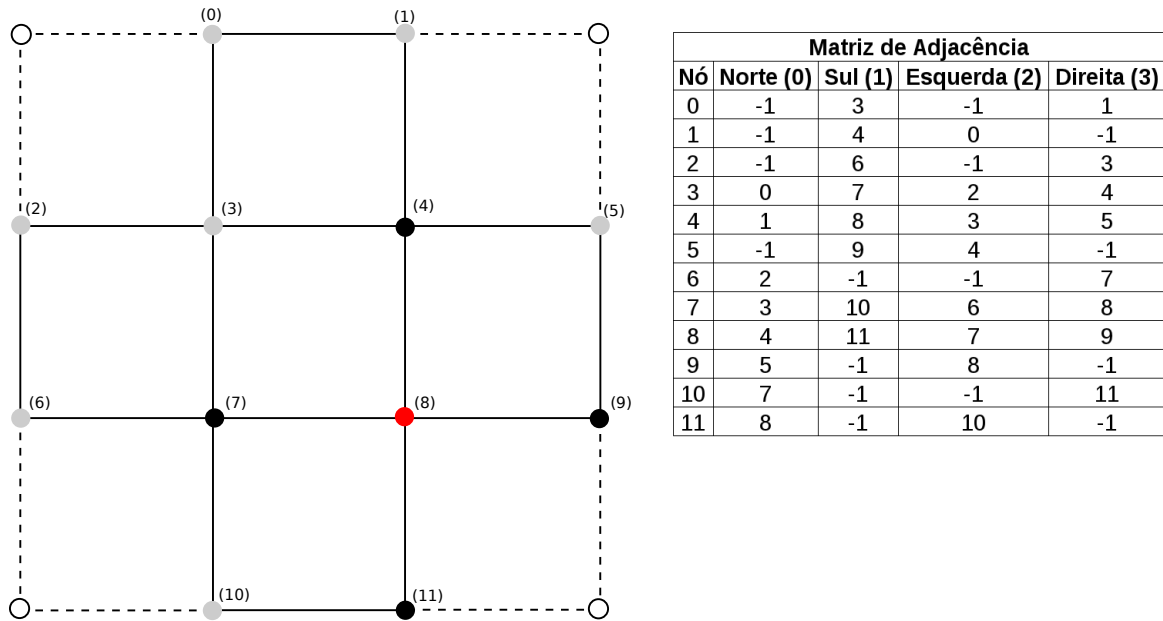 (0) (1)
(2) (3) (4) (5)
(6) (7) (8) (9)
(10) (11)
Matriz de Adjacência
Nó Norte (0) Sul (1) Esquerda (2) Direita (3)
0 -1 3 -1 1
1 -1 4 0 -1
2 -1 6 -1 3
3 0 7 2 4
4 1 8 3 5
5 -1 9 4 -1
6 2 -1 -1 7
7 3 10 6 8
8 4 11 7 9
9 5 -1 8 -1
10 7 -1 -1 11
11 8 -1 10 -1